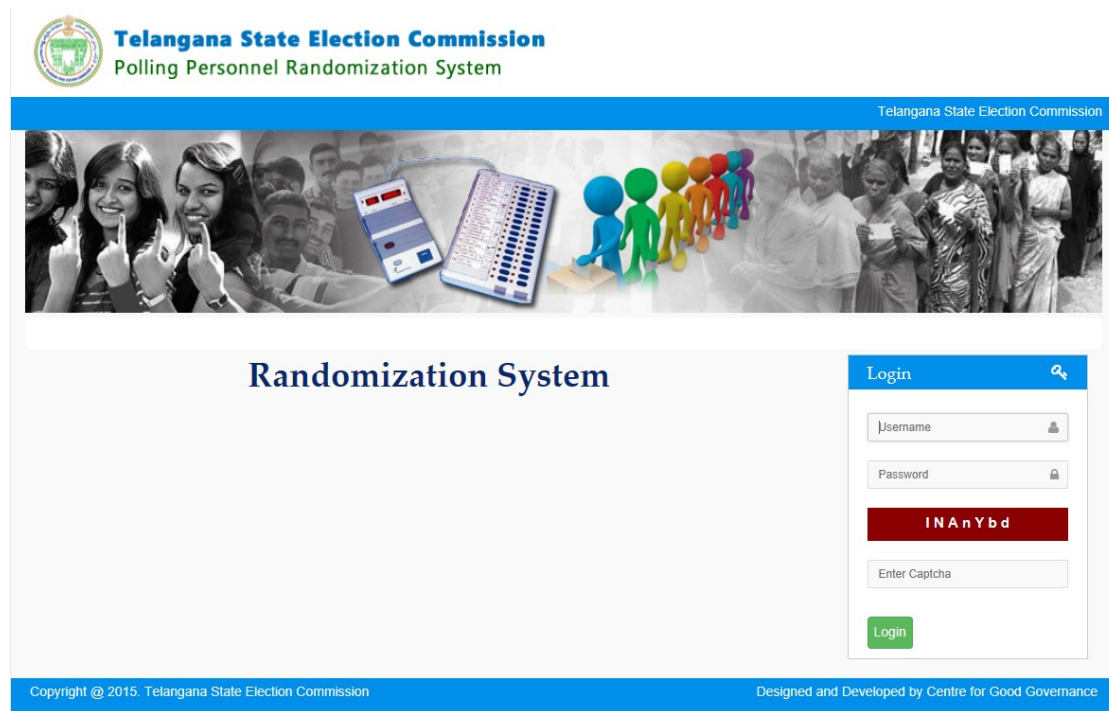 Telangana State Election Commission
Polling Personnel Randomization System
Telangana State Election Commission
Randomization System
Login
Username
Password
INAnYbd
Enter Captcha
Login
Copyright @ 2015. Telangana State Election Commission
Designed and Developed by Centre for Good Governance